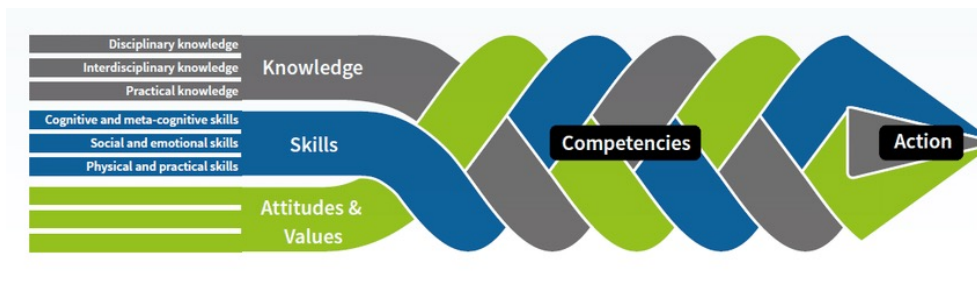 Disciplinary knowledge
Interdisciplinary knowledge
Practical knowledge
Knowledge
Cognitive and meta-cognitive skills
Social and emotional skills
Physical and practical skills
Skills
Attitudes &
Values
Competencies
Action